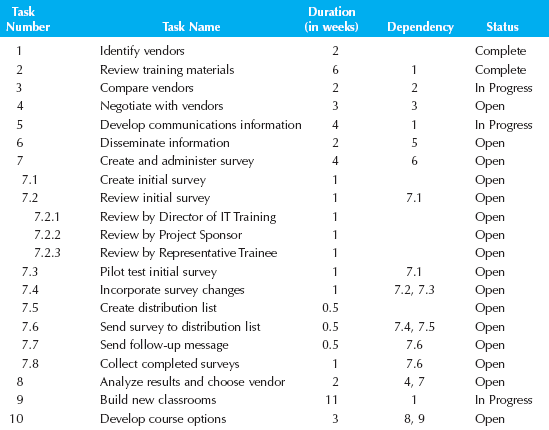 Task Number Task Name Duration (in weeks) Dependency Status
1 Identify vendors 2 Complete
2 Review training materials 6 1 Complete
3 Compare vendors 2 2 In Progress
4 Negotiate with vendors 3 3 Open
5 Develop communications information 4 1 In Progress
6 Disseminate information 2 5 Open
7 Create and administer survey 4 6 Open
7.1 Create initial survey 1 Open
7.2 Review initial survey 1 7.1 Open
7.2.1 Review by Director of IT Training 1 Open
7.2.2 Review by Project Sponsor 1 Open
7.2.3 Review by Representative Trainee 1 Open
7.3 Pilot test initial survey 1 7.1 Open
7.4 Incorporate survey changes 1 7.2, 7.3 Open
7.5 Create distribution list 0.5 Open
7.6 Send survey to distribution list 0.5 7.4, 7.5 Open
7.7 Send follow-up message 0.5 7.6 Open
7.8 Collect completed surveys 1 7.6 Open
8 Analyze results and choose vendor 2 4, 7 Open
9 Build new classrooms 11 1 In Progress
10 Develop course options 3 8, 9 Open